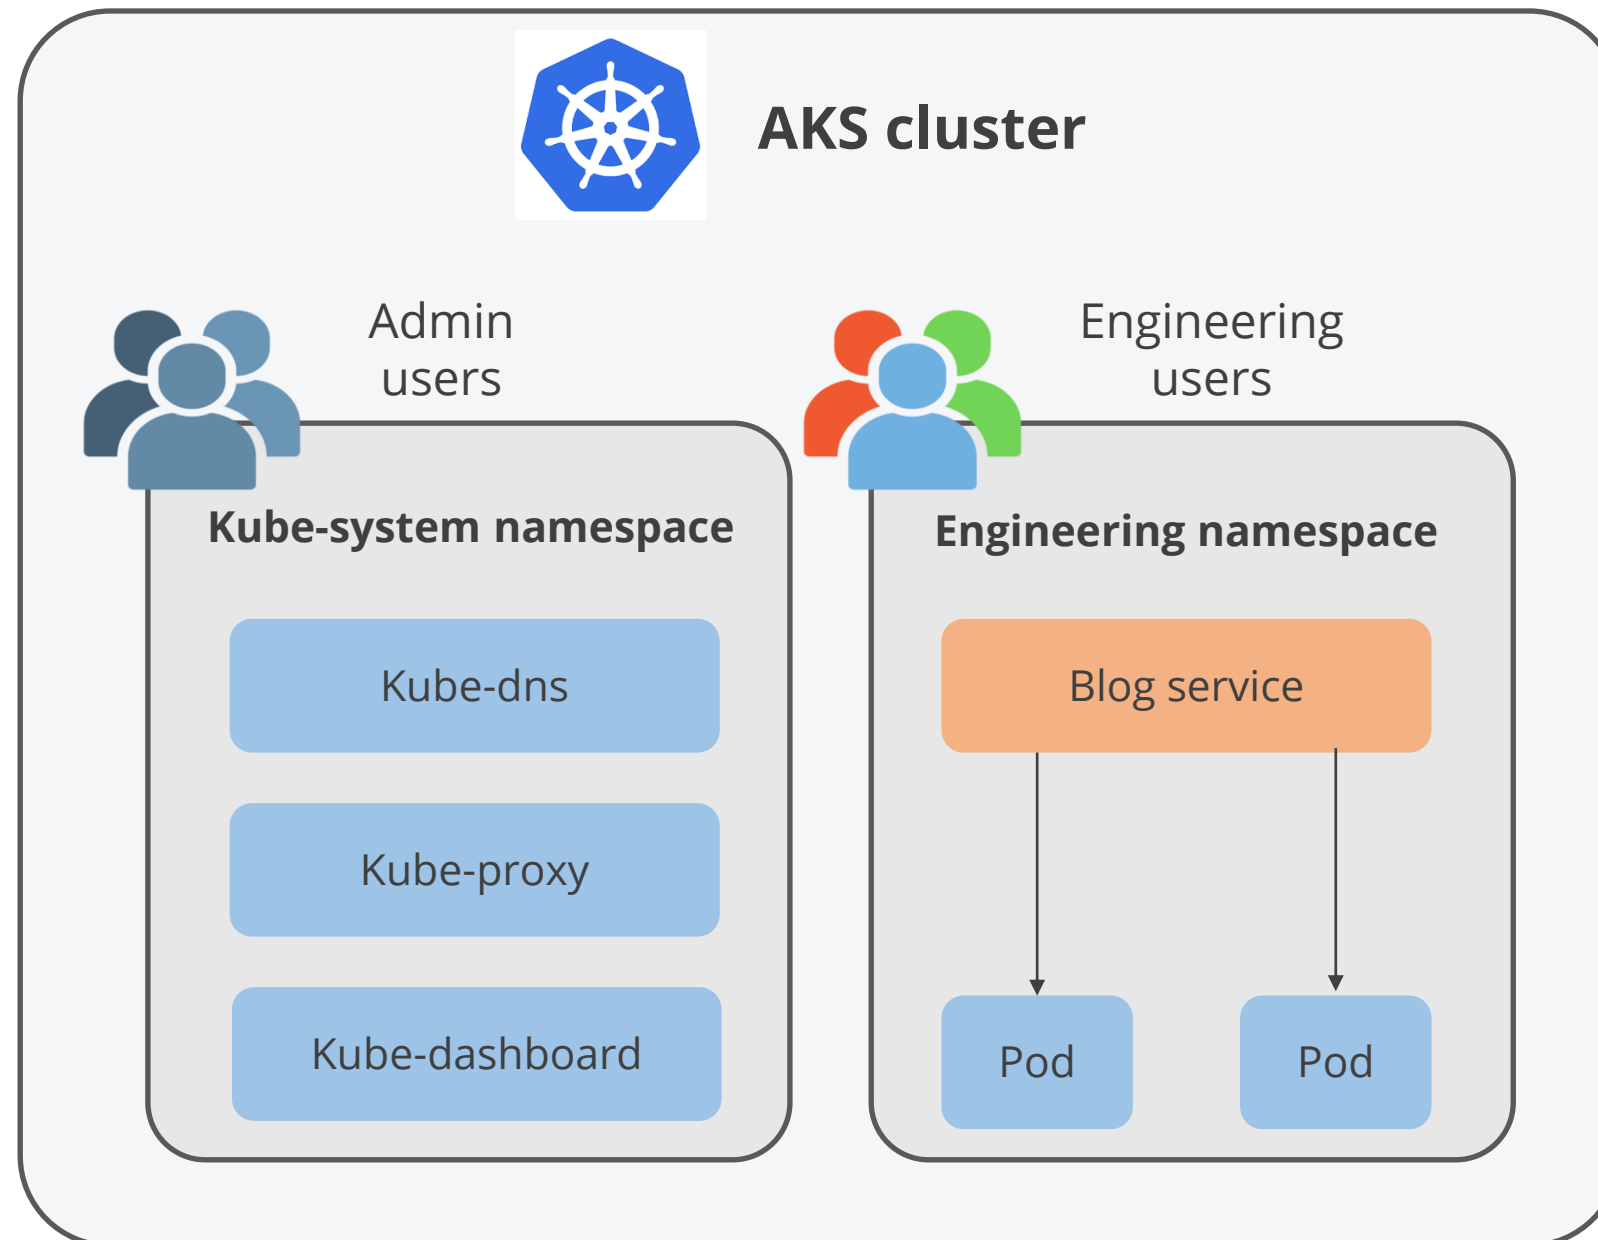 AKS cluster
Admin
users
Engineering
users
Kube-system namespace
Kube-dns
Kube-proxy
Kube-dashboard
Engineering namespace
Blog service
Pod
Pod